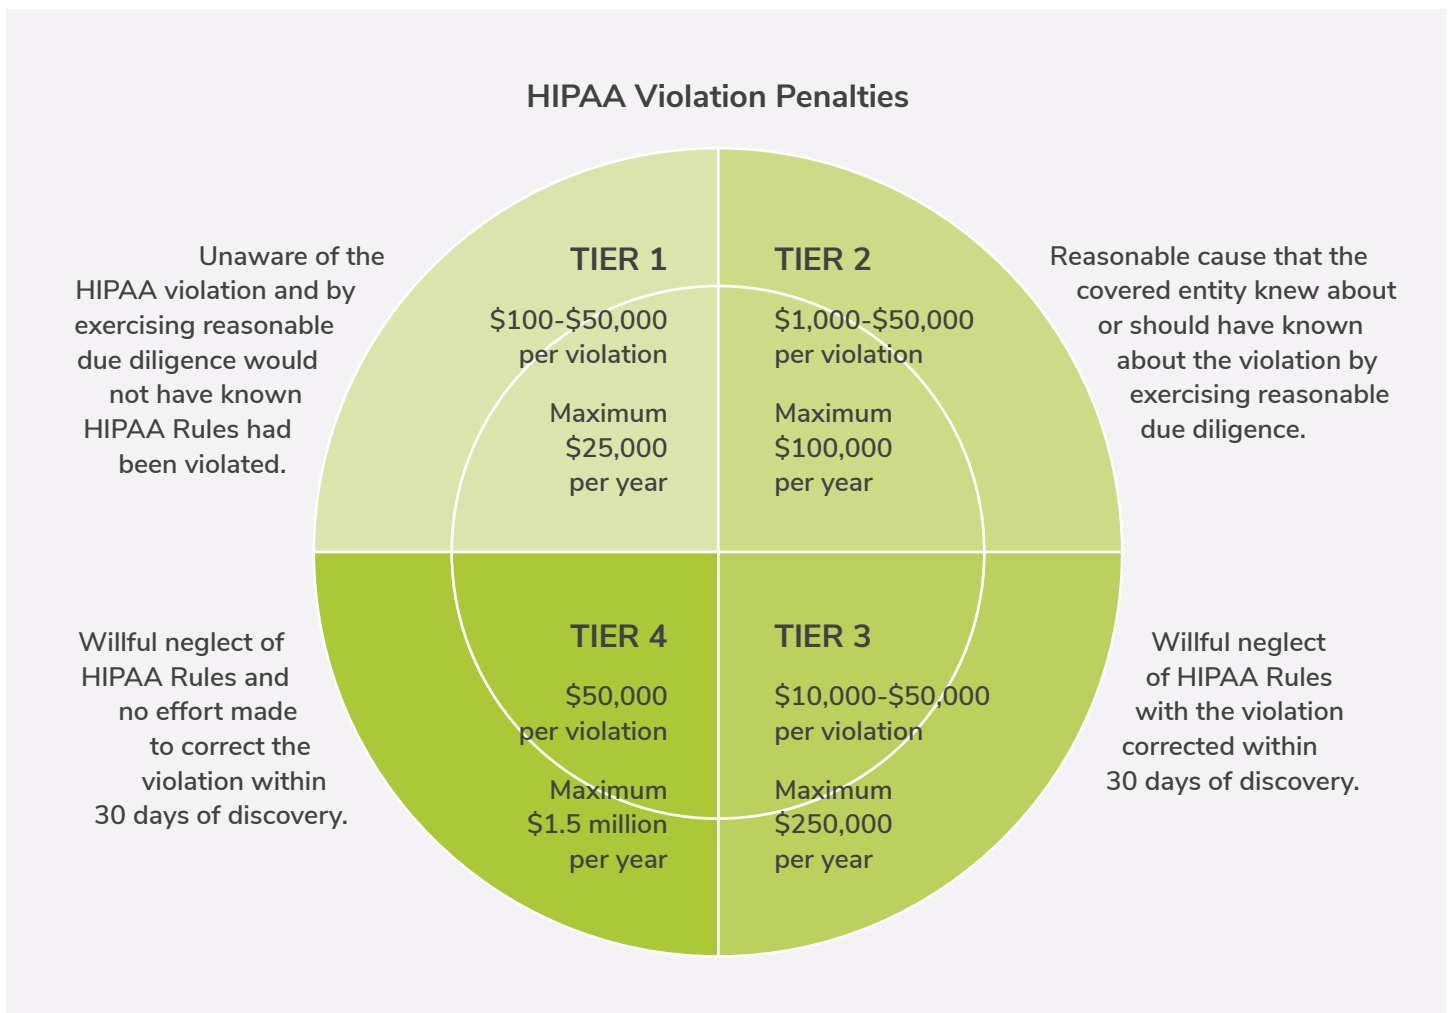 HIPAA Violation Penalties
Unaware of the
HIPAA violation and by
exercising reasonable
due diligence would
not have known
HIPAA Rules had
been violated.
TIER 1
$100-$50,000
per violation
Maximum
$25,000
per year
TIER 2
$1,000-$50,000
per violation
Maximum
$100,000
per year
Reasonable cause that the
covered entity knew about
or should have known
about the violation by
exercising reasonable
due diligence.
Willful neglect of
HIPAA Rules and
no effort made
to correct the
violation within
30 days of discovery.
TIER 4
$50,000
per violation
Maximum
$1.5 million
per year
TIER 3
$10,000-$50,000
per violation
Maximum
$250,000
per year
Willful neglect
of HIPAA Rules
with the violation
corrected within
30 days of discovery.